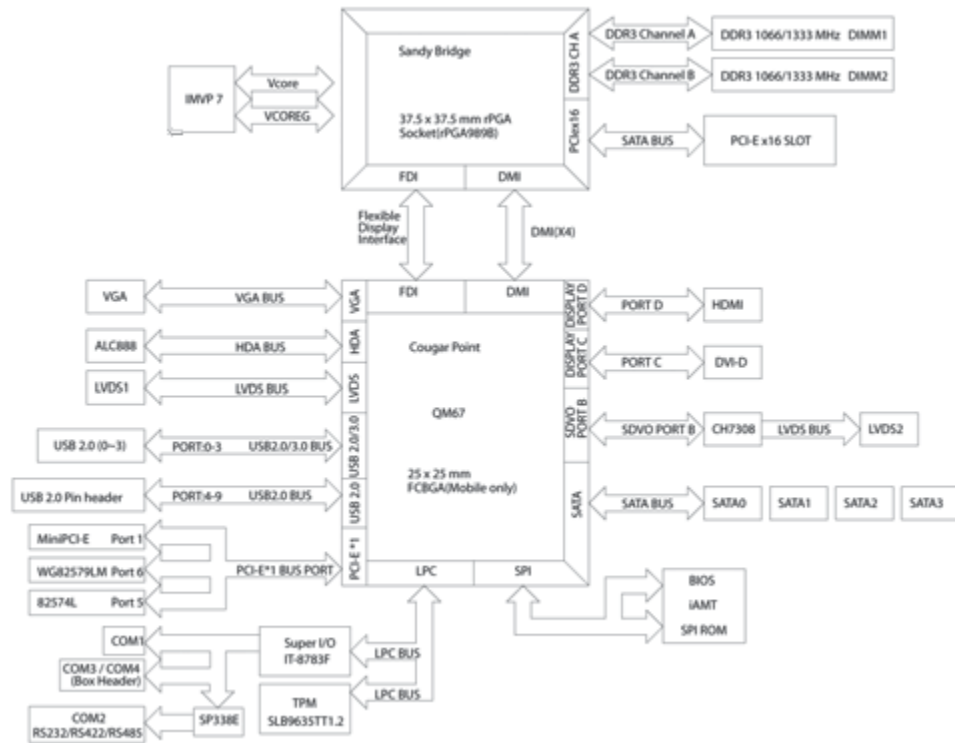 Sandy Bridge
37.5 x 37.5 mm rPGA
Socket(rPGA989B)
DDR3 CH A
PCIex16
FDI
DMI
IMVP 7
Vcore
VCOREG
DDR3 Channel A
DDR3 1066/1333 MHz DIMM1
DDR3 Channel B
DDR3 1066/1333 MHz DIMM2
SATA BUS
PCI-E x16 SLOT
Flexible
Display
Interface
DMI(X4)
FDI
DMI
Cougar Point
QM67
25 x 25 mm
FCBGA(Mobile only)
VGA
HDA
LVDS
USB 2.0/3.0
USB 2.0
PCI-E *1
LPC
SPI
DISPLAY
PORT D
DISPLAY
PORT C
SDVO
PORT B
SATA
VGA
VGA BUS
ALC888
HDA BUS
LVDS1
LVDS BUS
USB 2.0 (0~3)
PORT:0-3
USB2.0/3.0 BUS
USB 2.0 Pin header
PORT:4-9
USB2.0 BUS
MiniPCI-E Port 1
WG82579LM Port 6
82574L Port 5
PCI-E*1 BUS PORT
PORT D
HDMI
PORT C
DVI-D
SDVO PORT B
CH7308
LVDS BUS
LVDS2
SATA BUS
SATA0
SATA1
SATA2
SATA3
BIOS
iAMT
SPI ROM
COM1
COM3 / COM4
(Box Header)
COM2
RS232/RS422/RS485
SP338E
Super I/O
IT-8783F
LPC BUS
TPM
SLB9635TT1.2
LPC BUS